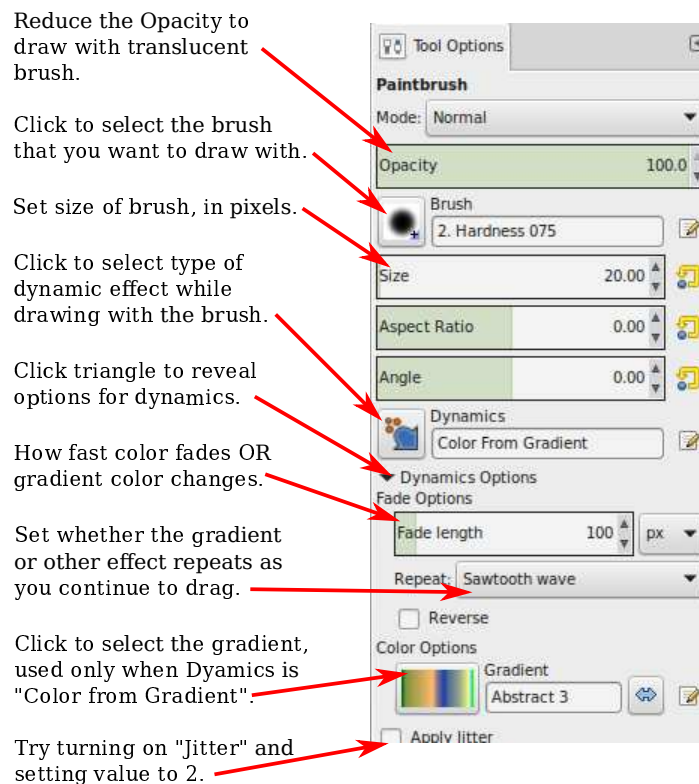 Reduce the Opacity to
draw with translucent
brush.
Click to select the brush
that you want to draw with.
Set size of brush, in pixels.
Click to select type of
dynamic effect while
drawing with the brush.
Click triangle to reveal
options for dynamics.
How fast color fades OR
gradient color changes.
Set whether the gradient
or other effect repeats as
you continue to drag.
Click to select the gradient,
used only when Dyamics is
"Color from Gradient".
Try turning on "Jitter" and
setting value to 2.
Tool Options
Paintbrush
Mode: Normal
Opacity 100.0
Brush
2. Hardness 075
Size 20.00
Aspect Ratio 0.00
Angle 0.00
Dynamics
Color From Gradient
Dynamics Options
Fade Options
Fade length 100 px
Repeat: Sawtooth wave
Reverse
Color Options
Gradient
Abstract 3
Apply Jitter